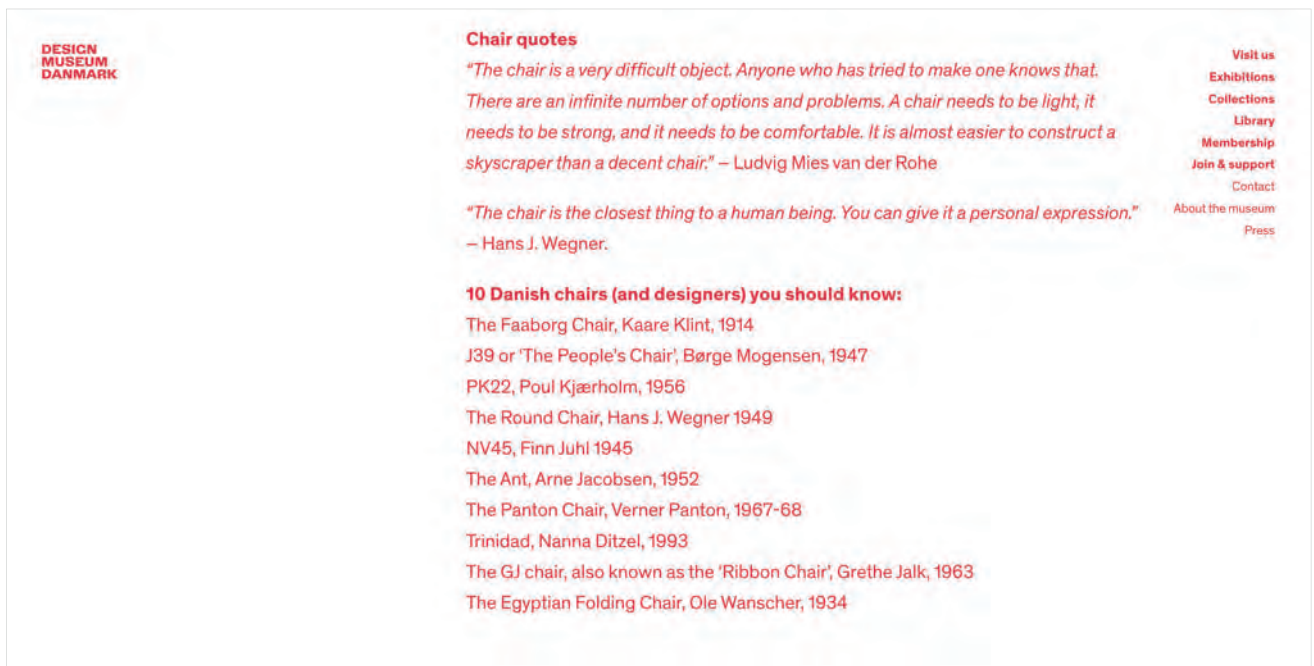 DESIGN
MUSEUM
DANMARK
Chair quotes
“The chair is a very difficult object. Anyone who has tried to make one knows that.
There are an infinite number of options and problems. A chair needs to be light, it
needs to be strong, and it needs to be comfortable. It is almost easier to construct a
skyscraper than a decent chair.” – Ludvig Mies van der Rohe
“The chair is the closest thing to a human being. You can give it a personal expression.”
– Hans J. Wegner.
10 Danish chairs (and designers) you should know:
The Faaborg Chair, Kaare Klint, 1914
J39 or ‘The People’s Chair’, Børge Mogensen, 1947
PK22, Poul Kjærholm, 1956
The Round Chair, Hans J. Wegner 1949
NV45, Finn Juhl 1945
The Ant, Arne Jacobsen, 1952
The Panton Chair, Verner Panton, 1967-68
Trinidad, Nanna Ditzel, 1993
The GJ chair, also known as the ‘Ribbon Chair’, Grethe Jalk, 1963
The Egyptian Folding Chair, Ole Wanscher, 1934
Visit us
Exhibitions
Collections
Library
Membership
Join & support
Contact
About the museum
Press